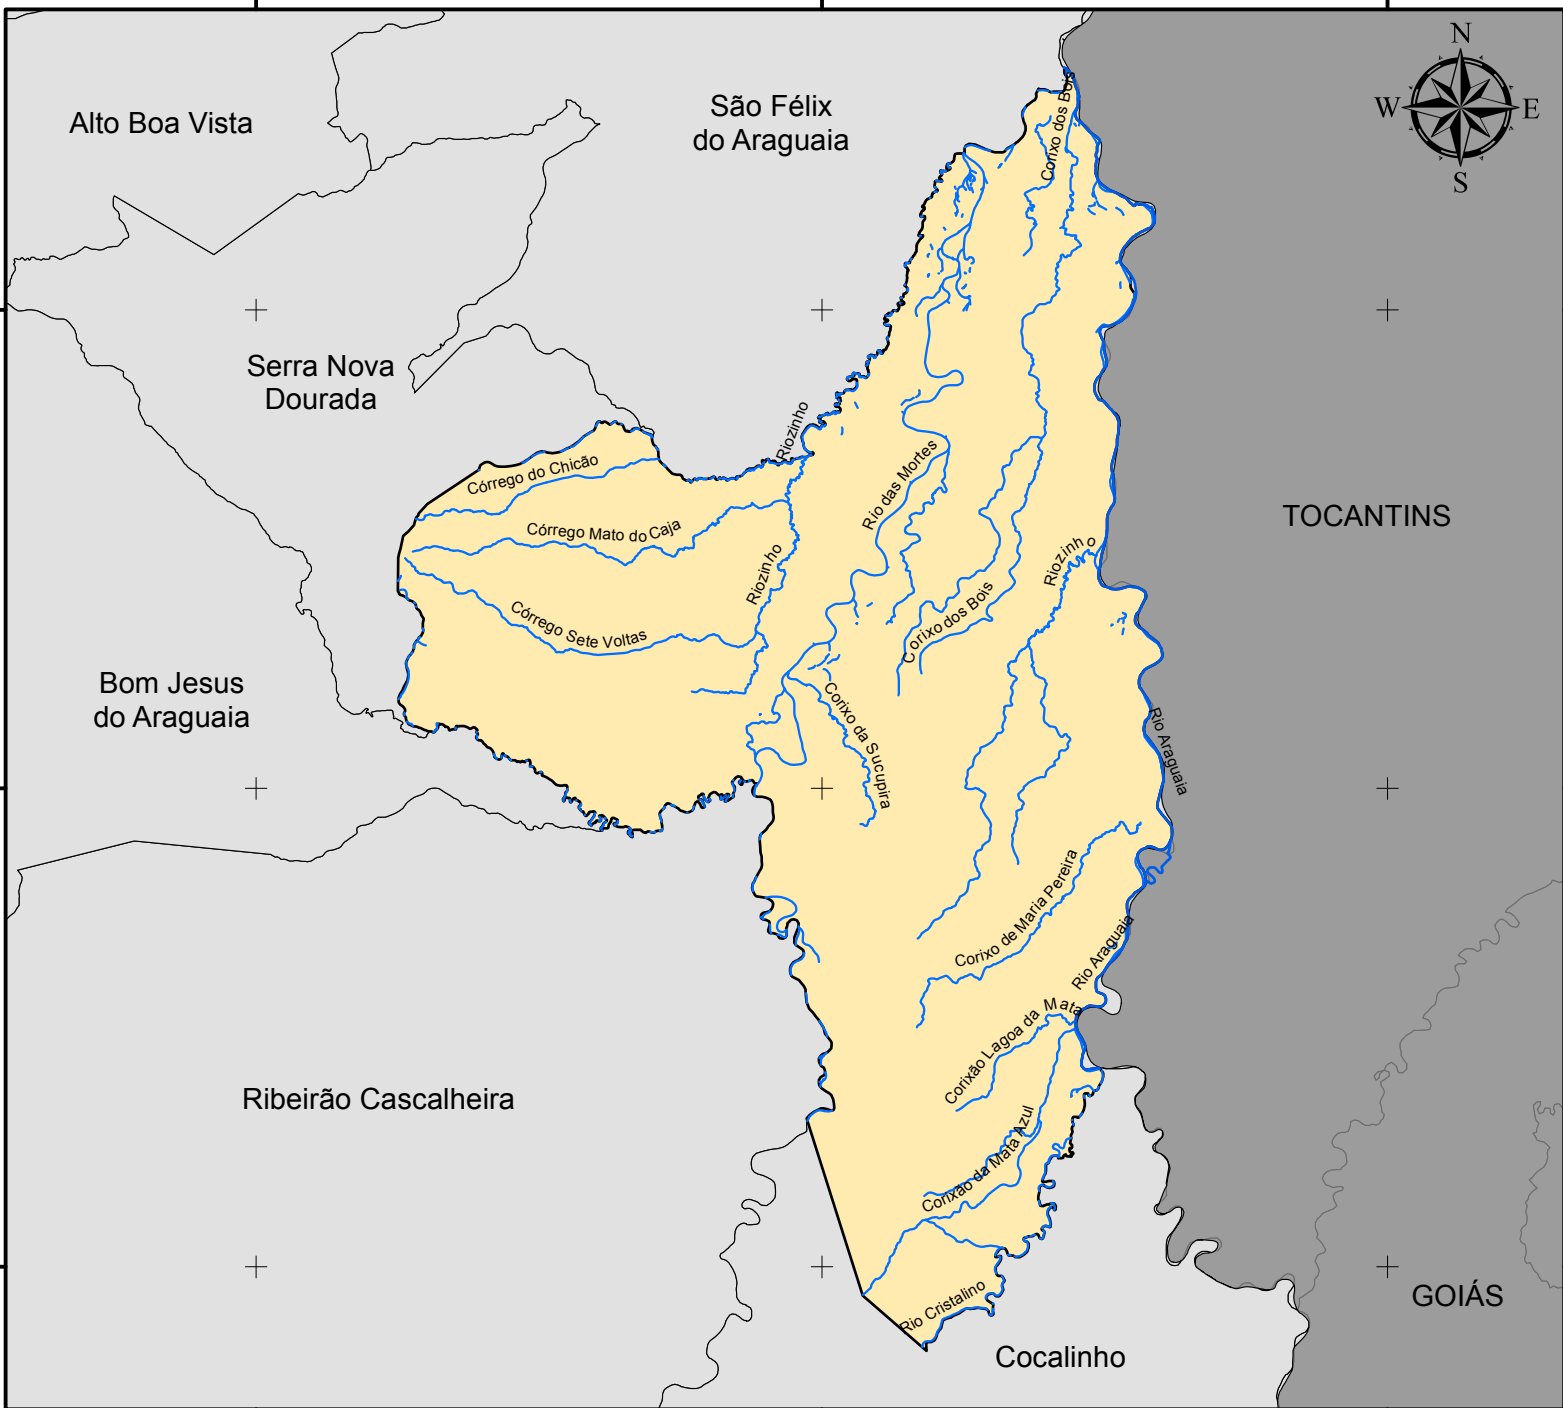 N
W
E
S
Alto Boa Vista
São Félix
do Araguaia
Corixo dos Bois
Serra Nova
Dourada
Riozinho
Córrego do Chicão
Rio das Mortes
Córrego Mato do Caja
TOCANTINS
Riozinho
Riozinho
Córrego Sete Voltas
Corixo dos Bois
Bom Jesus
do Araguaia
Corixo da Sucupira
Rio Araguaia
Corixo de Maria Pereira
Rio Araguaia
Corixão Lagoa da Mata
Ribeirão Cascalheira
Corixão da Mata Azul
Rio Cristalino
GOIÁS
Cocalinho